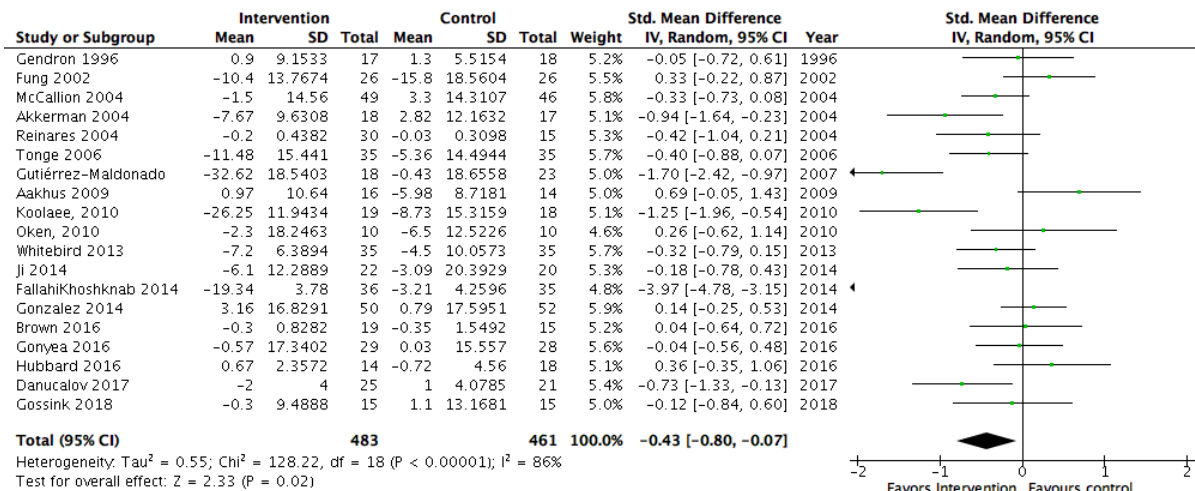 Intervention Control Std. Mean Difference Std. Mean Difference
Study or Subgroup Mean SD Total Mean SD Total Weight IV, Random, 95% CI Year IV, Random, 95% CI
Gendron 1996 0.9 9.1533 17 1.3 5.5154 18 5.2% -0.05 [-0.72, 0.61] 1996
Fung 2002 -10.4 13.7674 26 -15.8 18.5604 26 5.5% 0.33 [-0.22, 0.87] 2002
McCallion 2004 -1.5 14.56 49 3.3 14.3107 46 5.8% -0.33 [-0.73, 0.08] 2004
Akkerman 2004 -7.67 9.6308 18 2.82 12.1632 17 5.1% -0.94 [-1.64, -0.23] 2004
Reinares 2004 -0.2 0.4382 30 -0.03 0.3098 15 5.3% -0.42 [-1.04, 0.21] 2004
Tonge 2006 -11.48 15.441 35 -5.36 14.4944 35 5.7% -0.40 [-0.88, 0.07] 2006
Gutiérrez-Maldonado -32.62 18.5403 18 -0.43 18.6558 23 5.0% -1.70 [-2.42, -0.97] 2007
Aakhus 2009 0.97 10.64 16 -5.98 8.7181 14 5.0% 0.69 [-0.05, 1.43] 2009
Koolaee, 2010 -26.25 11.9434 19 -8.73 15.3159 18 5.1% -1.25 [-1.96, -0.54] 2010
Oken, 2010 -2.3 18.2463 10 -6.5 12.5226 10 4.6% 0.26 [-0.62, 1.14] 2010
Whitebird 2013 -7.2 6.3894 35 -4.5 10.0573 35 5.7% -0.32 [-0.79, 0.15] 2013
Ji 2014 -6.1 12.2889 22 -3.09 20.3929 20 5.4% -0.18 [-0.78, 0.43] 2014
FallahiKhoshknab 2014 -19.34 3.78 36 -3.21 4.2596 35 4.8% -3.97 [-4.78, -3.15] 2014
Gonzalez 2014 3.16 16.8291 50 0.79 17.5951 52 5.9% 0.14 [-0.25, 0.53] 2014
Brown 2016 -0.3 0.8282 19 -0.35 1.5492 15 5.2% 0.04 [-0.64, 0.72] 2016
Gonyea 2016 -0.57 17.3402 29 0.03 15.557 28 5.6% -0.04 [-0.56, 0.48] 2016
Hubbard 2016 0.67 2.3572 14 -0.72 4.56 18 5.1% 0.36 [-0.35, 1.06] 2016
Danucalov 2017 -2 4 25 1 4.0785 21 5.4% -0.73 [-1.33, -0.13] 2017
Gossink 2018 -0.3 9.4888 15 1.1 13.1681 15 5.0% -0.12 [-0.84, 0.60] 2018
Total (95% CI) 483 461 100.0% -0.43 [-0.80, -0.07]
Heterogeneity: Tau² = 0.55; Chi² = 128.22, df = 18 (P < 0.00001); I² = 86%
Test for overall effect: Z = 2.33 (P = 0.02)
-2 -1 0 1 2
Favors Intervention Favours control